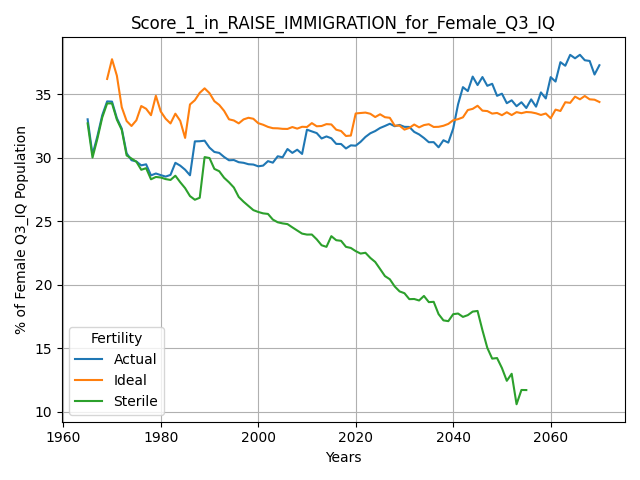 Score_1_in_RAISE_IMMIGRATION_for_Female_Q3_IQ
% of Female Q3_IQ Population
35
30
25
20
15
10
Fertility
Actual
Ideal
Sterile
1960 1980 2000 2020 2040 2060
Years